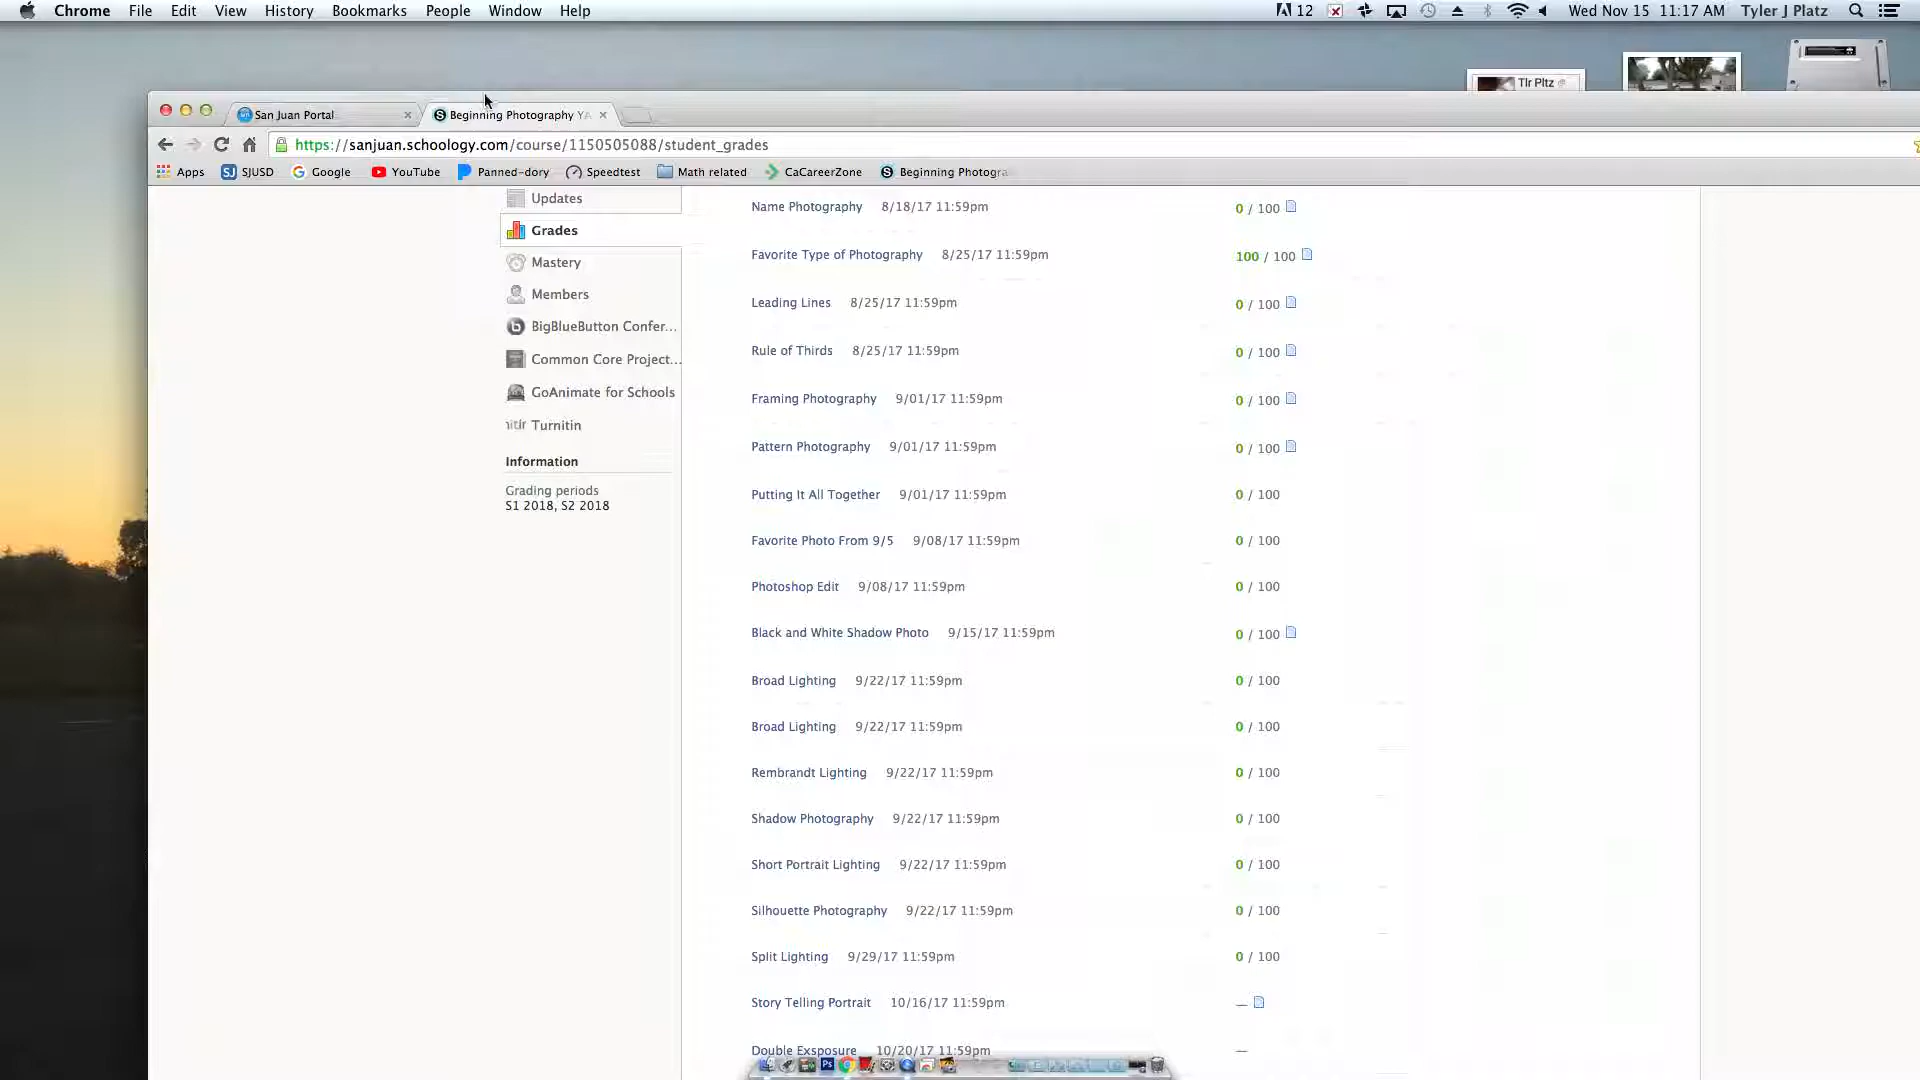 Chrome File Edit View History Bookmarks People Window Help 12 Wed Nov 15 11:17 AM Tyler J Platz
Tlr Pltz
San Juan Portal Beginning Photography YA
https://sanjuan.schoology.com/course/1150505088/student_grades
Apps SJUSD Google YouTube Panned-dory Speedtest Math related CaCareerZone Beginning Photogra
Updates
Grades
Mastery
Members
BigBlueButton Confer...
Common Core Project...
GoAnimate for Schools
Turnitin
Information
Grading periods
S1 2018, S2 2018
Name Photography 8/18/17 11:59pm 0 / 100
Favorite Type of Photography 8/25/17 11:59pm 100 / 100
Leading Lines 8/25/17 11:59pm 0 / 100
Rule of Thirds 8/25/17 11:59pm 0 / 100
Framing Photography 9/01/17 11:59pm 0 / 100
Pattern Photography 9/01/17 11:59pm 0 / 100
Putting It All Together 9/01/17 11:59pm 0 / 100
Favorite Photo From 9/5 9/08/17 11:59pm 0 / 100
Photoshop Edit 9/08/17 11:59pm 0 / 100
Black and White Shadow Photo 9/15/17 11:59pm 0 / 100
Broad Lighting 9/22/17 11:59pm 0 / 100
Broad Lighting 9/22/17 11:59pm 0 / 100
Rembrandt Lighting 9/22/17 11:59pm 0 / 100
Shadow Photography 9/22/17 11:59pm 0 / 100
Short Portrait Lighting 9/22/17 11:59pm 0 / 100
Silhouette Photography 9/22/17 11:59pm 0 / 100
Split Lighting 9/29/17 11:59pm 0 / 100
Story Telling Portrait 10/16/17 11:59pm —
Double Exsposure 10/20/17 11:59pm —